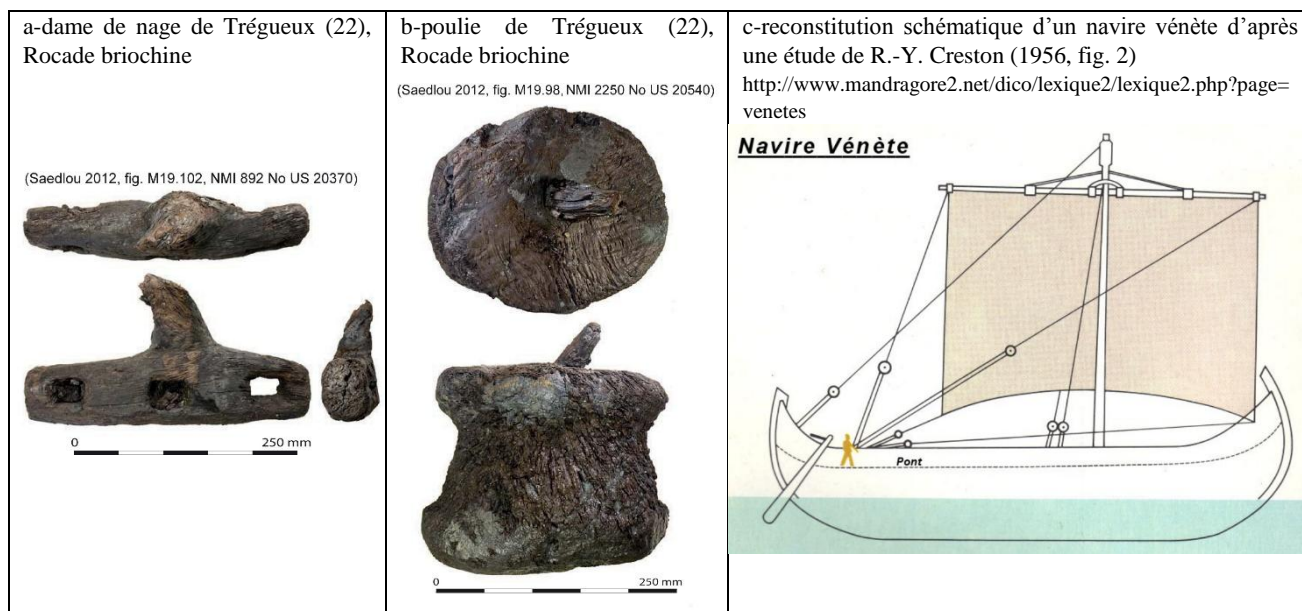 a-dame de nage de Trégueux (22),
Rocade briochine
(Saedlou 2012, fig. M19.102, NMI 892 No US 20370)
0 250 mm
b-poulie de Trégueux (22),
Rocade briochine
(Saedlou 2012, fig. M19.98, NMI 2250 No US 20540)
0 250 mm
c-reconstitution schématique d’un navire vénète d’après
une étude de R.-Y. Creston (1956, fig. 2)
http://www.mandragore2.net/dico/lexique2/lexique2.php?page=
venetes
Navire Vénète
Pont